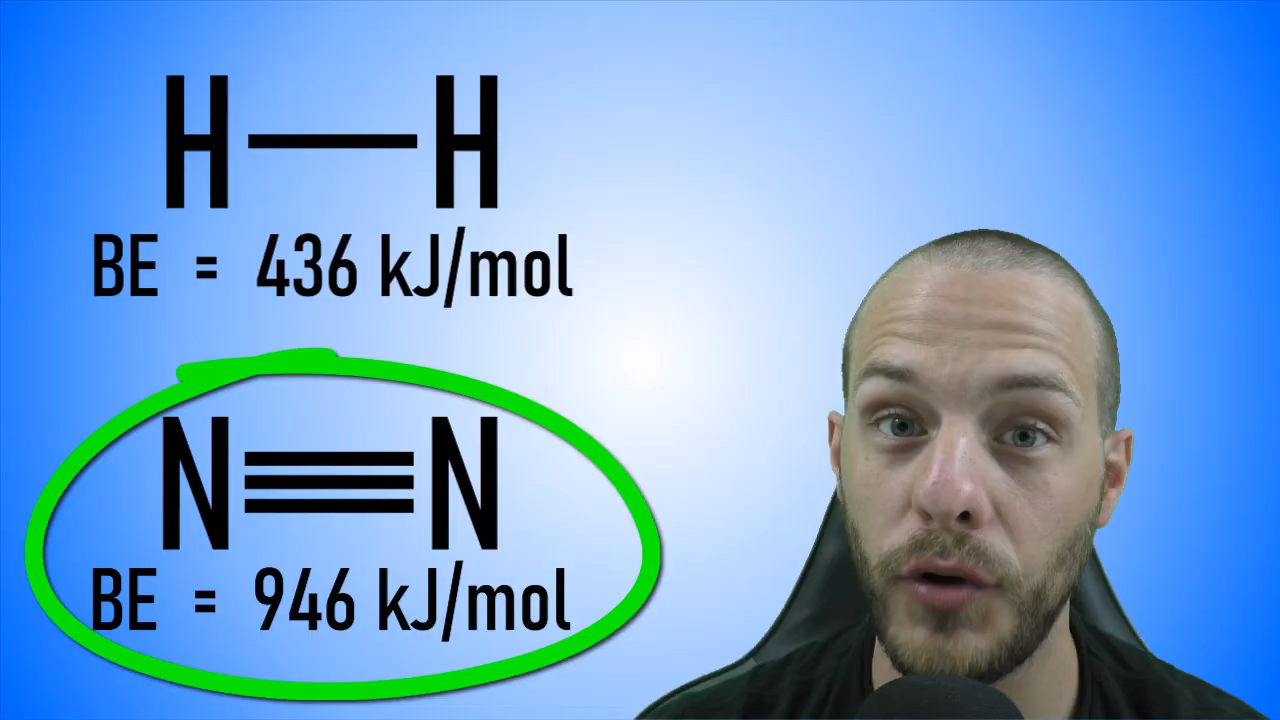 H—H
BE = 436 kJ/mol
N≡N
BE = 946 kJ/mol